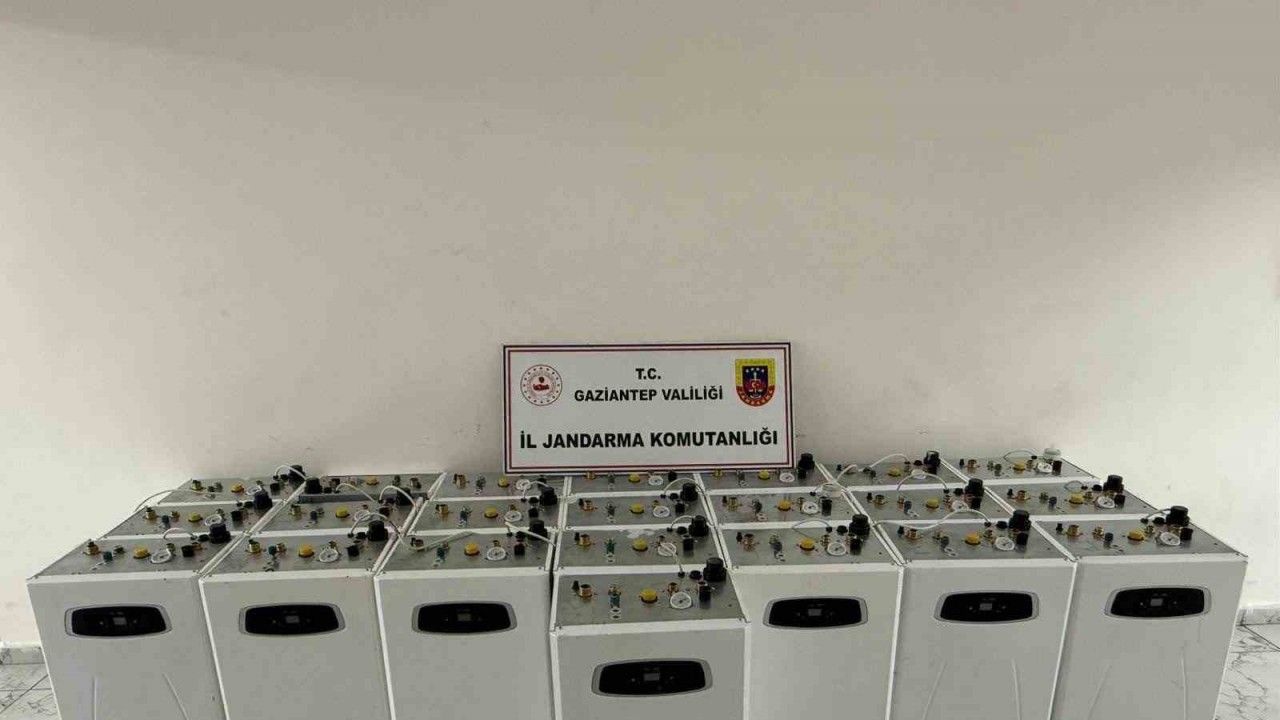 T.C.
GAZİANTEP VALİLİĞİ
İL JANDARMA KOMUTANLIĞI